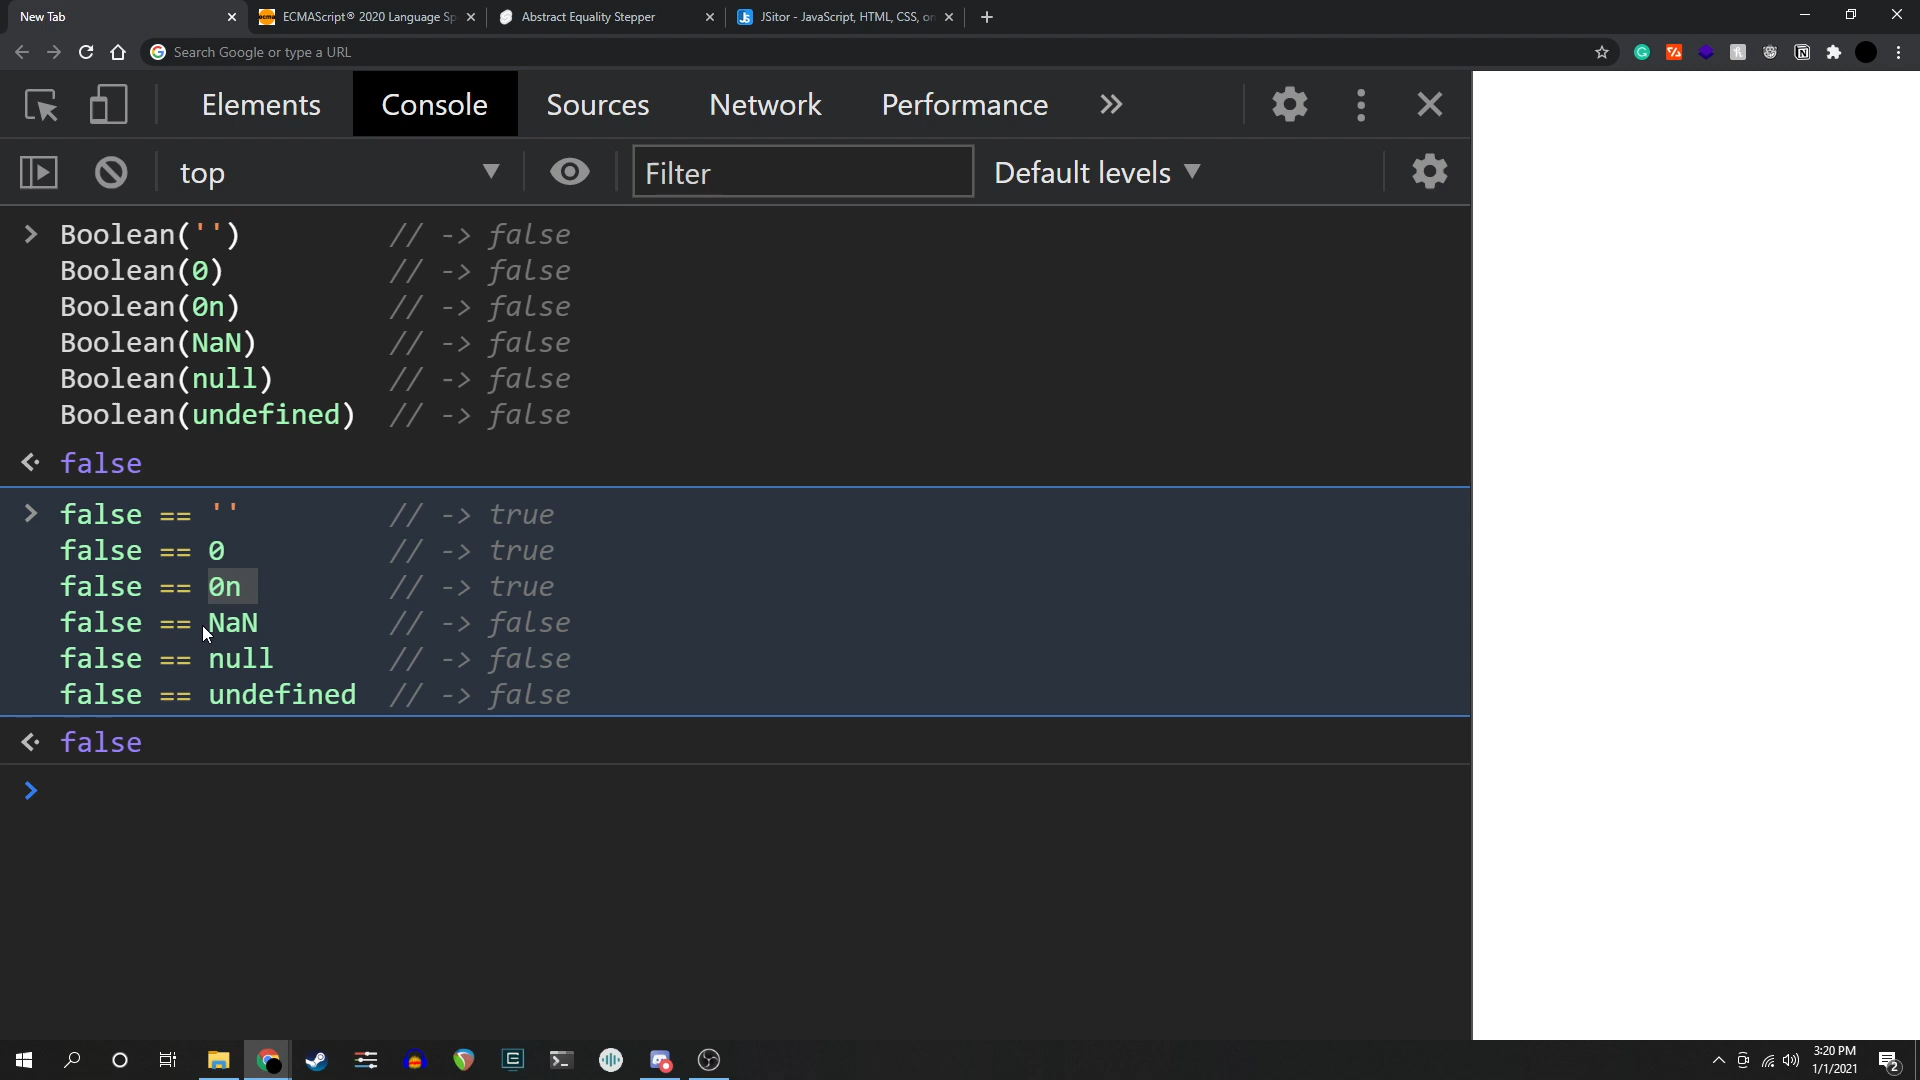 New Tab
ECMAScript® 2020 Language Sp
Abstract Equality Stepper
JSitor - JavaScript, HTML, CSS, on
Search Google or type a URL
Elements Console Sources Network Performance
top Filter Default levels
Boolean('') // -> false
Boolean(0) // -> false
Boolean(0n) // -> false
Boolean(NaN) // -> false
Boolean(null) // -> false
Boolean(undefined) // -> false
false
false == '' // -> true
false == 0 // -> true
false == 0n // -> true
false == NaN // -> false
false == null // -> false
false == undefined // -> false
false
3:20 PM
1/1/2021
2